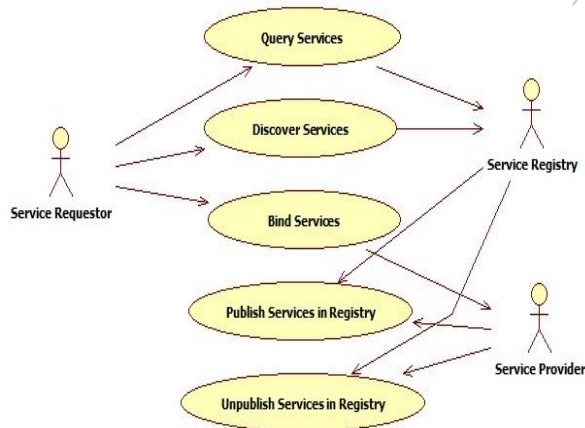 Query Services
Discover Services
Service Registry
Service Requestor
Bind Services
Publish Services in Registry
Service Provider
Unpublish Services in Registry